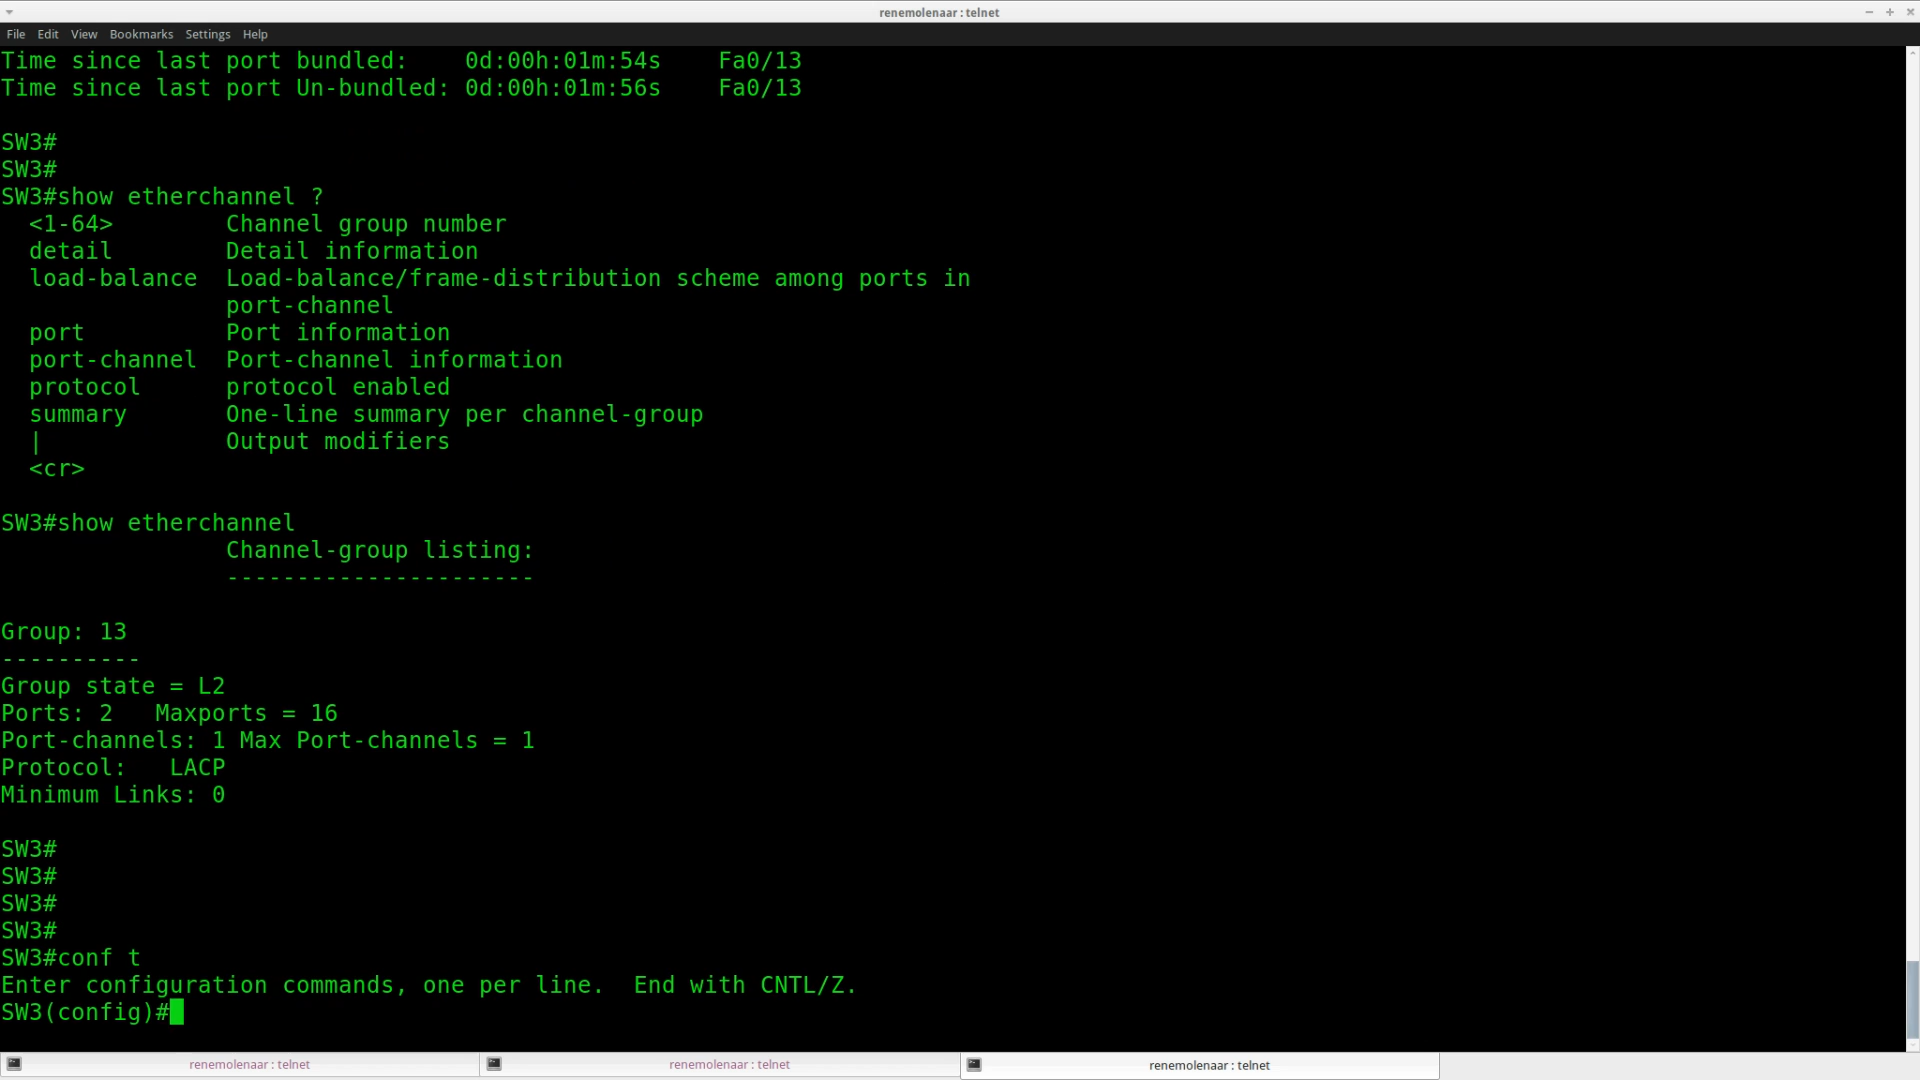 renemolenaar : telnet
File Edit View Bookmarks Settings Help
Time since last port bundled:    0d:00h:01m:54s    Fa0/13
Time since last port Un-bundled: 0d:00h:01m:56s    Fa0/13
SW3#
SW3#
SW3#show etherchannel ?
  <1-64>        Channel group number
  detail        Detail information
  load-balance  Load-balance/frame-distribution scheme among ports in
                port-channel
  port          Port information
  port-channel  Port-channel information
  protocol      protocol enabled
  summary       One-line summary per channel-group
  |             Output modifiers
  <cr>
SW3#show etherchannel
                Channel-group listing:
                ----------------------
Group: 13
----------
Group state = L2
Ports: 2   Maxports = 16
Port-channels: 1 Max Port-channels = 1
Protocol:   LACP
Minimum Links: 0
SW3#
SW3#
SW3#
SW3#
SW3#conf t
Enter configuration commands, one per line.  End with CNTL/Z.
SW3(config)#
renemolenaar : telnet renemolenaar : telnet renemolenaar : telnet